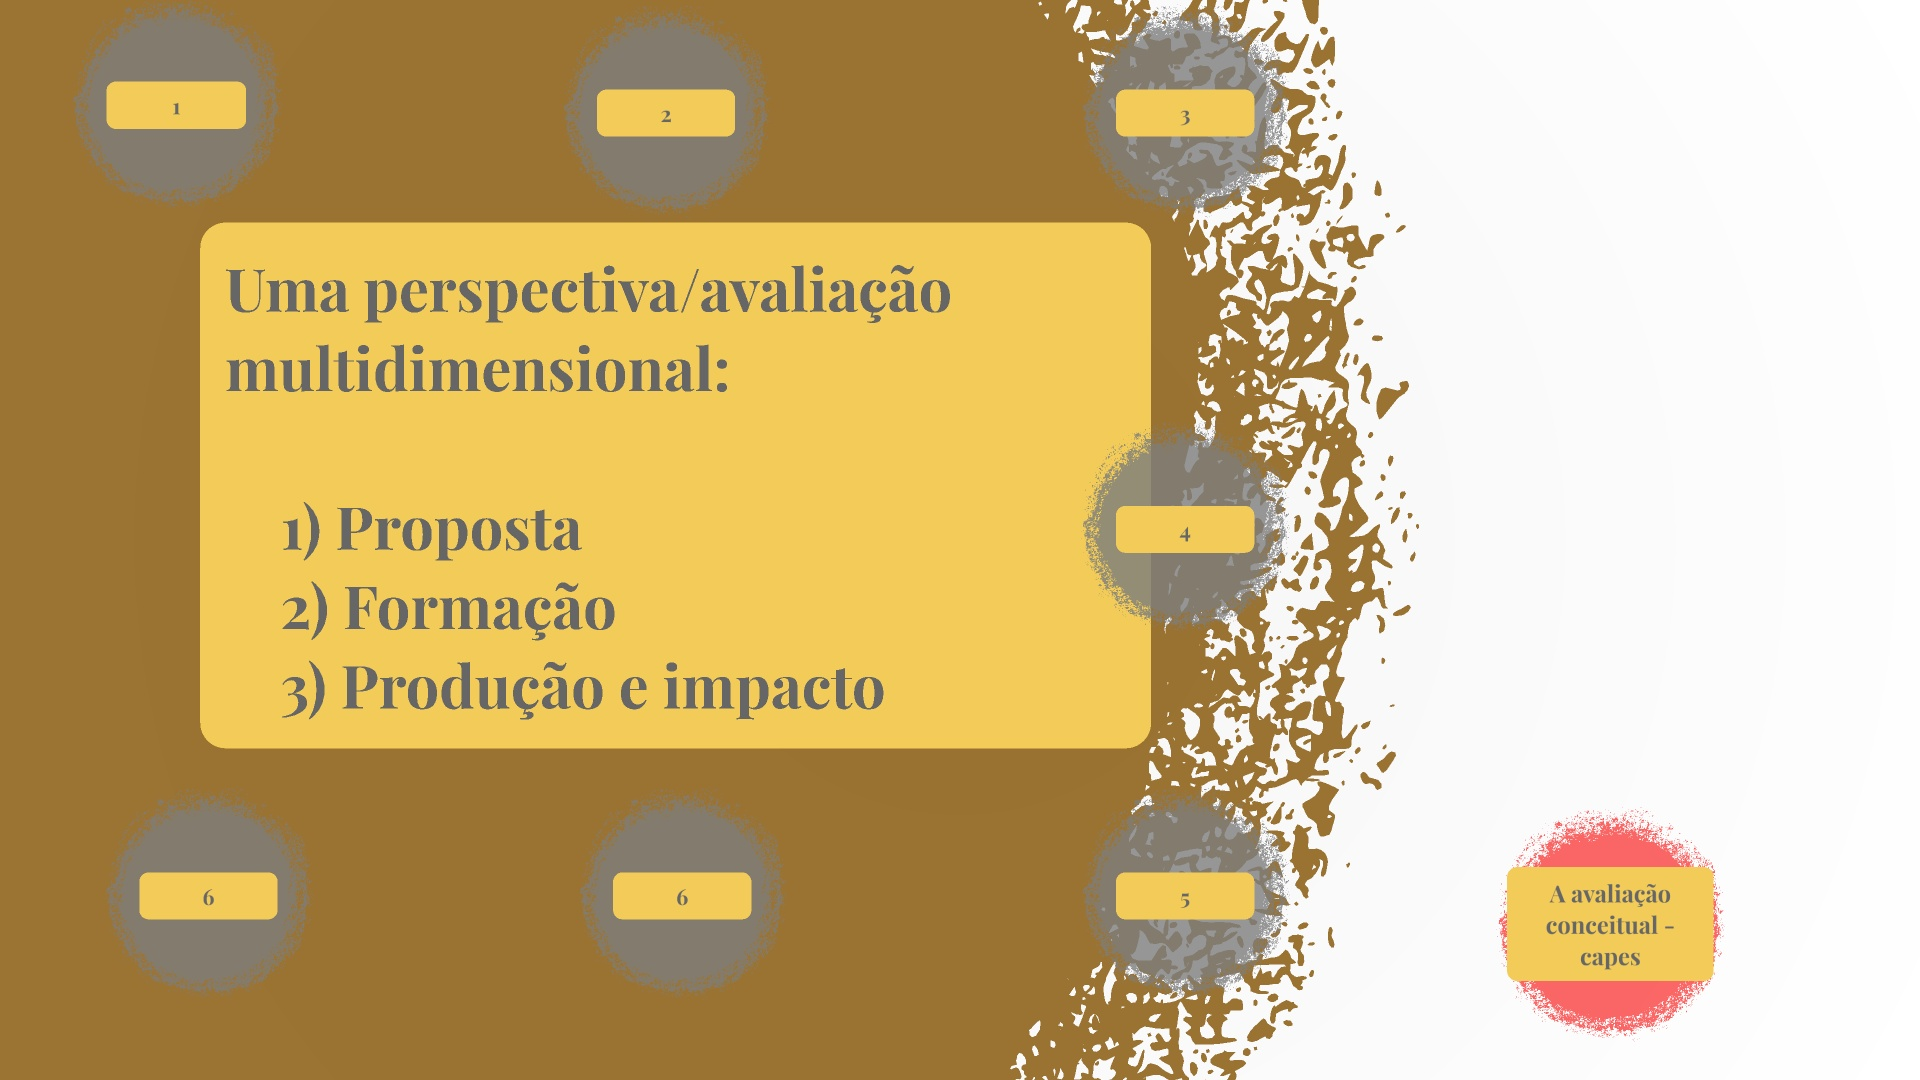 1
2
3
Uma perspectiva/avaliação
multidimensional:
1) Proposta
2) Formação
3) Produção e impacto
4
6
6
5
A avaliação
conceitual -
capes